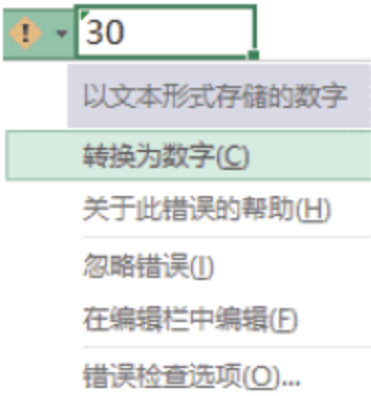 30
以文本形式存储的数字
转换为数字(C)
关于此错误的帮助(H)
忽略错误(I)
在编辑栏中编辑(F)
错误检查选项(O)...